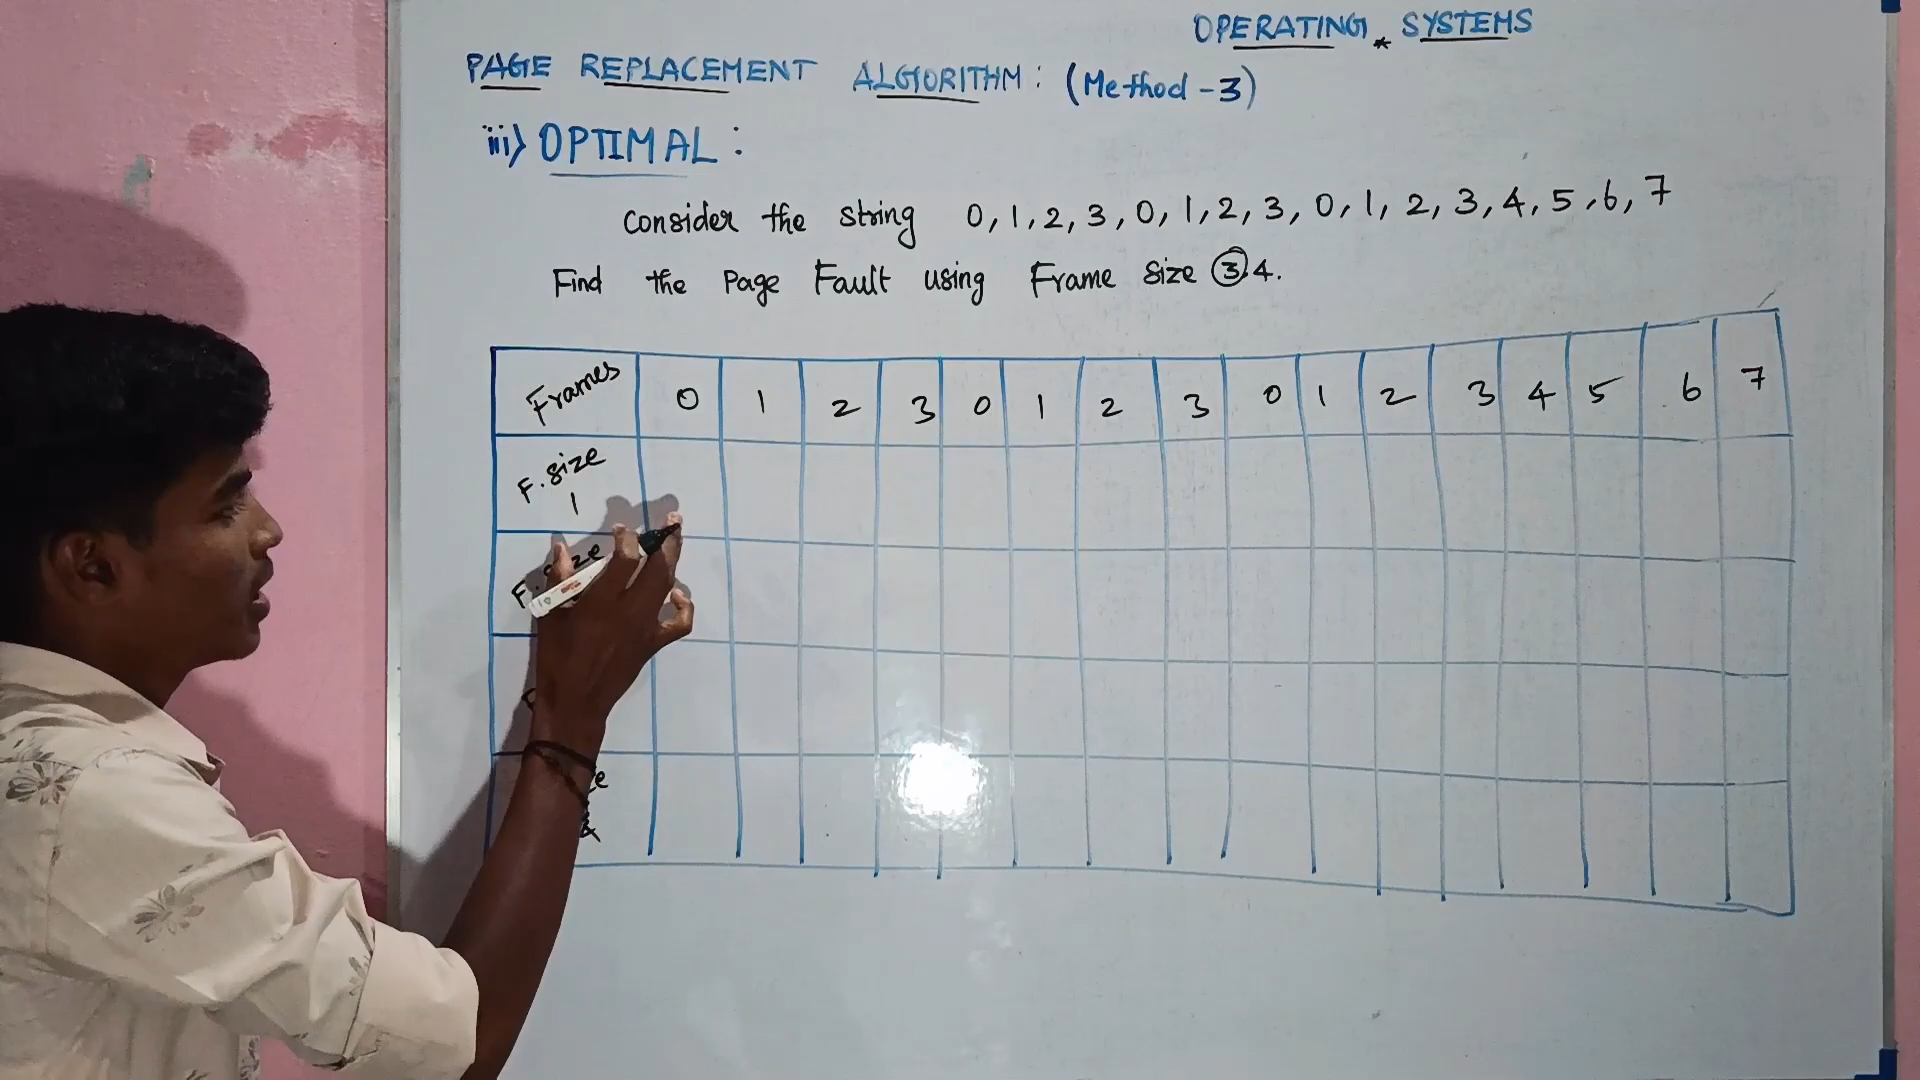 OPERATING SYSTEMS
PAGE REPLACEMENT ALGORITHM: (Method -3)
iii) OPTIMAL:
Consider the string 0, 1, 2, 3, 0, 1, 2, 3, 0, 1, 2, 3, 4, 5, 6, 7
Find the Page Fault using Frame Size 3 4.
Frames 0 1 2 3 0 1 2 3 0 1 2 3 4 5 6 7
F. size
1